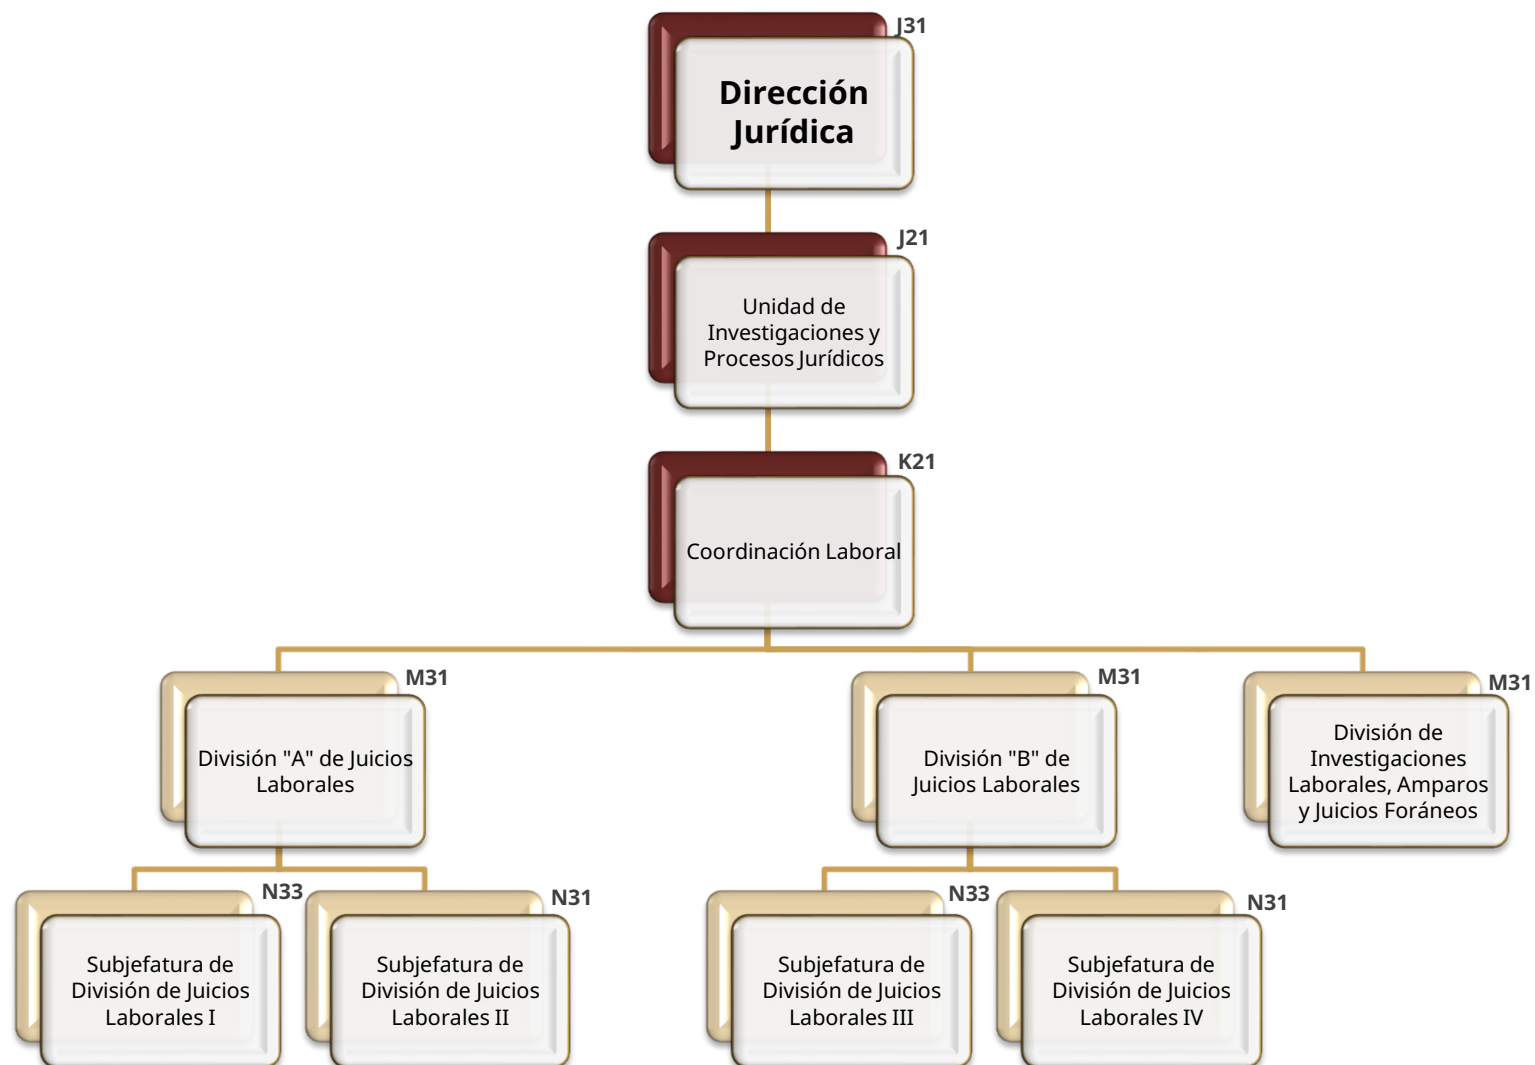 J31
Dirección
Jurídica
J21
Unidad de
Investigaciones y
Procesos Jurídicos
K21
Coordinación Laboral
M31
División "A" de Juicios
Laborales
M31
División "B" de
Juicios Laborales
M31
División de
Investigaciones
Laborales, Amparos
y Juicios Foráneos
N33
Subjefatura de
División de Juicios
Laborales I
N31
Subjefatura de
División de Juicios
Laborales II
N33
Subjefatura de
División de Juicios
Laborales III
N31
Subjefatura de
División de Juicios
Laborales IV